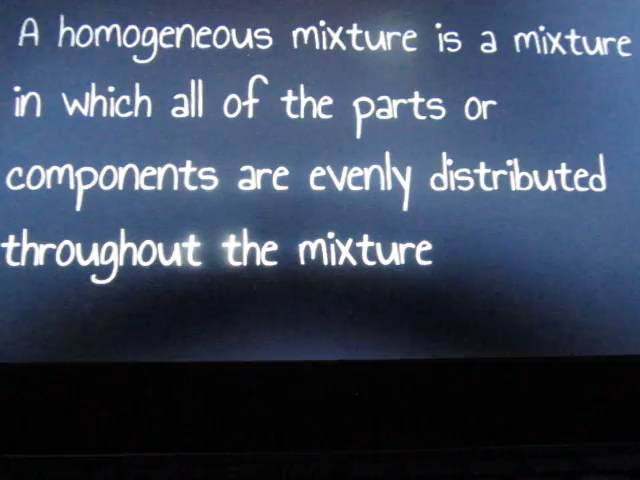 A homogeneous mixture is a mixture
in which all of the parts or
components are evenly distributed
throughout the mixture